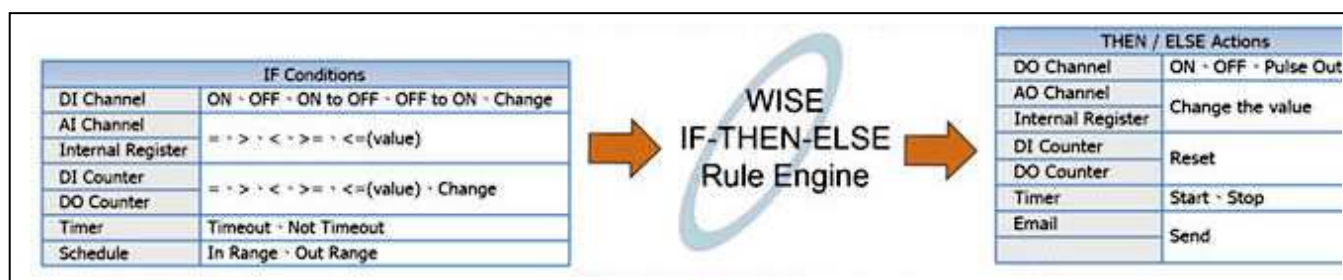 IF Conditions
DI Channel ON、OFF、ON to OFF、OFF to ON、Change
AI Channel
Internal Register
=、>、<、>=、<=(value)
DI Counter
DO Counter
=、>、<、>=、<=(value)、Change
Timer Timeout、Not Timeout
Schedule In Range、Out Range
WISE
IF-THEN-ELSE
Rule Engine
THEN / ELSE Actions
DO Channel ON、OFF、Pulse Out
AO Channel
Internal Register
Change the value
DI Counter
DO Counter
Reset
Timer Start、Stop
Email
Send